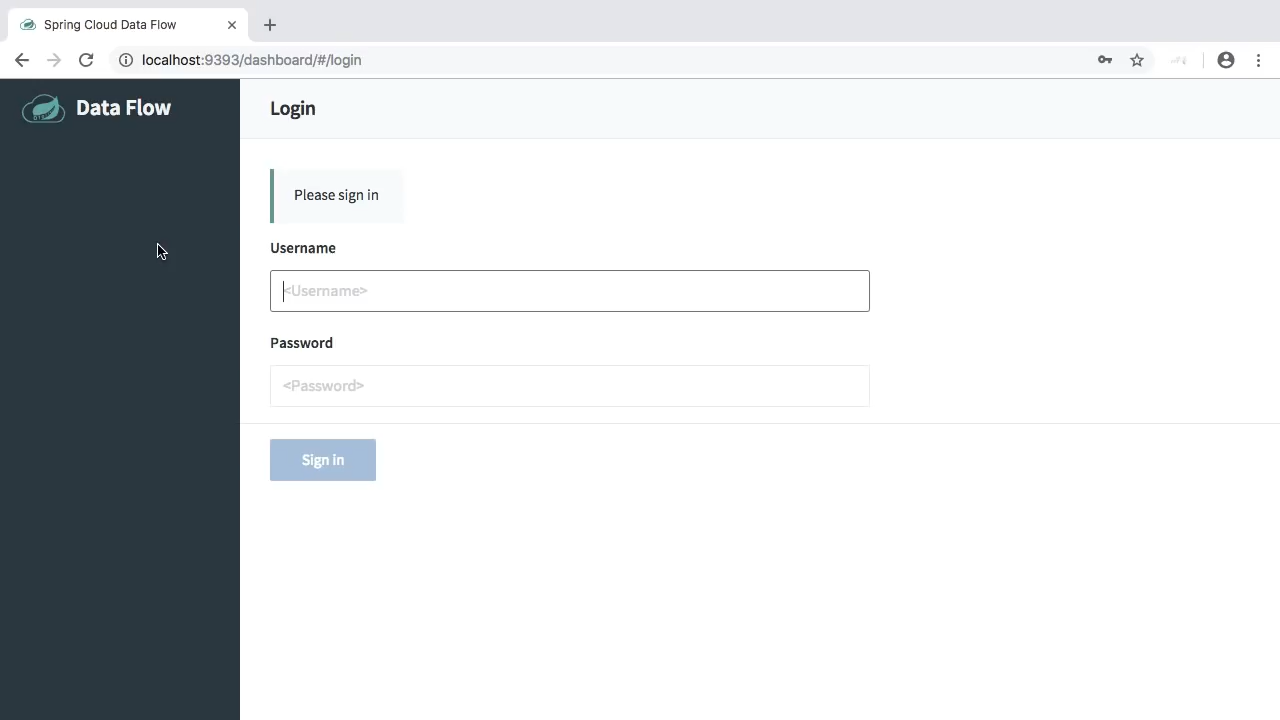 Spring Cloud Data Flow
localhost:9393/dashboard/#/login
Data Flow
Login
Please sign in
Username
<Username>
Password
<Password>
Sign in